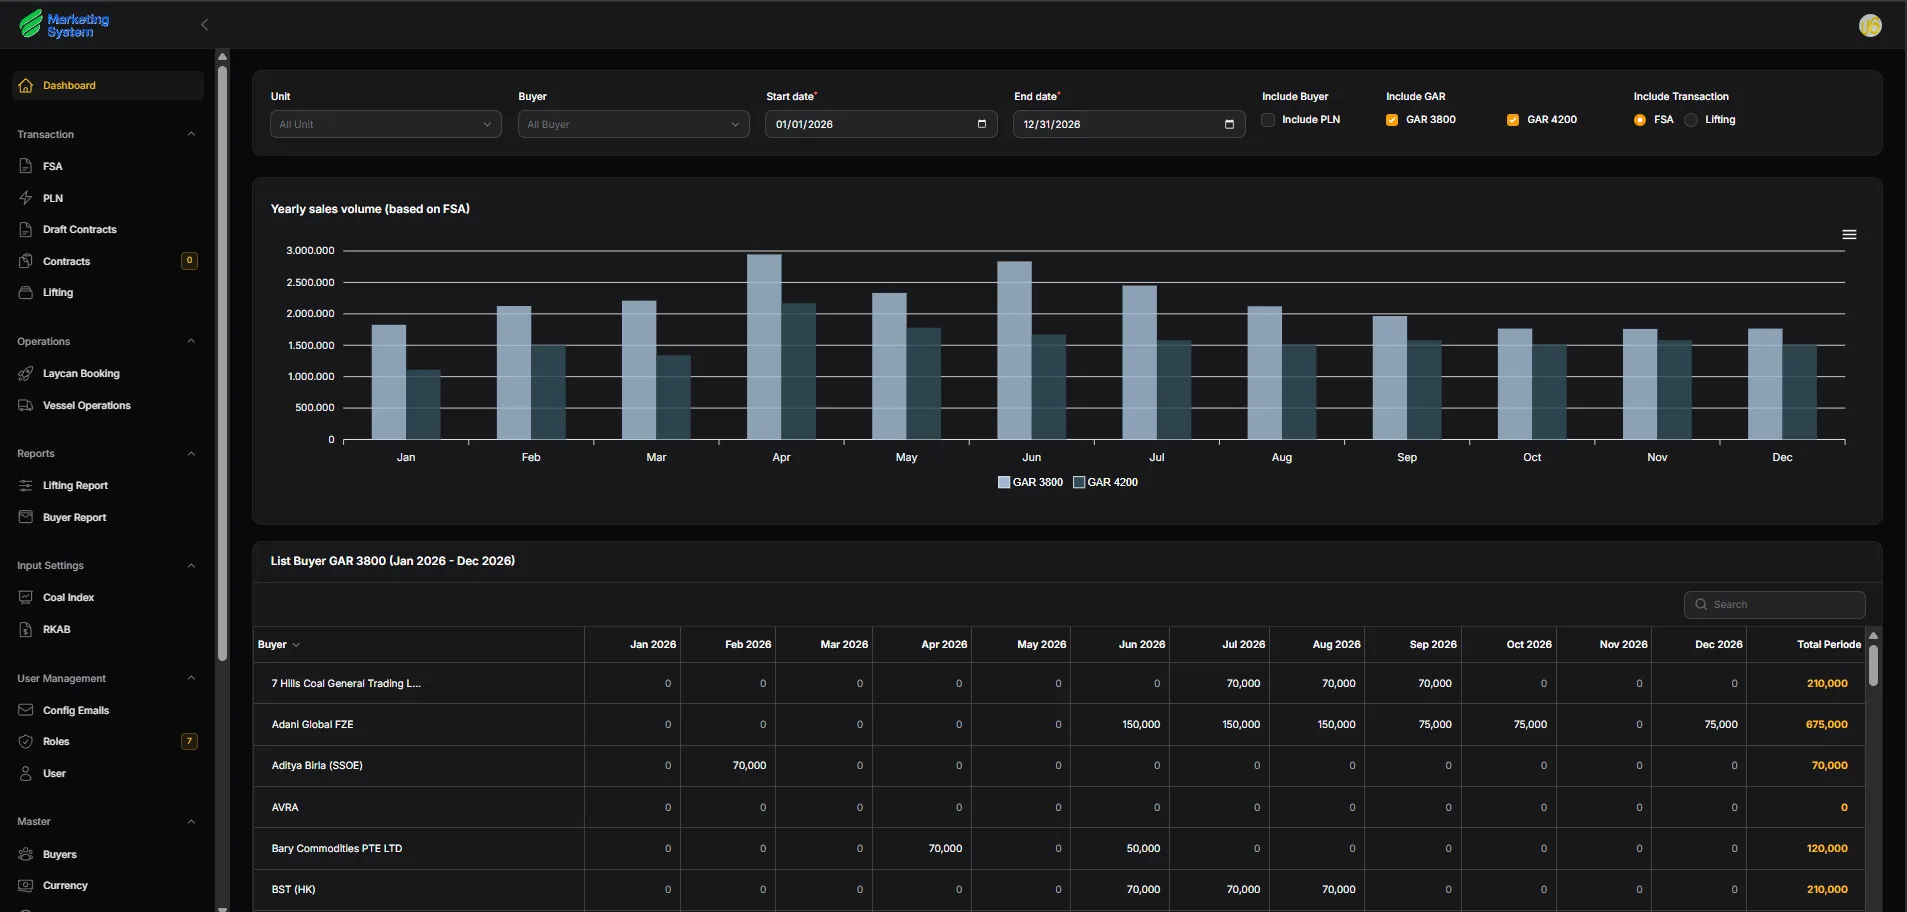 Marketing
System
Dashboard
Transaction
FSA
PLN
Draft Contracts
Contracts 0
Lifting
Operations
Laycan Booking
Vessel Operations
Reports
Lifting Report
Buyer Report
Input Settings
Coal Index
RKAB
User Management
Config Emails
Roles 7
User
Master
Buyers
Currency
Unit
All Unit
Buyer
All Buyer
Start date*
01/01/2026
End date*
12/31/2026
Include Buyer
Include PLN
Include GAR
GAR 3800 GAR 4200
Include Transaction
FSA Lifting
Yearly sales volume (based on FSA)
3.000.000
2.500.000
2.000.000
1.500.000
1.000.000
500.000
0
Jan Feb Mar Apr May Jun Jul Aug Sep Oct Nov Dec
GAR 3800 GAR 4200
List Buyer GAR 3800 (Jan 2026 - Dec 2026)
Search
Buyer Jan 2026 Feb 2026 Mar 2026 Apr 2026 May 2026 Jun 2026 Jul 2026 Aug 2026 Sep 2026 Oct 2026 Nov 2026 Dec 2026 Total Periode
7 Hills Coal General Trading L... 0 0 0 0 0 0 70,000 70,000 70,000 0 0 0 210,000
Adani Global FZE 0 0 0 0 0 150,000 150,000 150,000 75,000 75,000 0 75,000 675,000
Aditya Birla (SSOE) 0 70,000 0 0 0 0 0 0 0 0 0 0 70,000
AVRA 0 0 0 0 0 0 0 0 0 0 0 0 0
Bary Commodities PTE LTD 0 0 0 70,000 0 50,000 0 0 0 0 0 0 120,000
BST (HK) 0 0 0 0 0 70,000 70,000 70,000 0 0 0 0 210,000